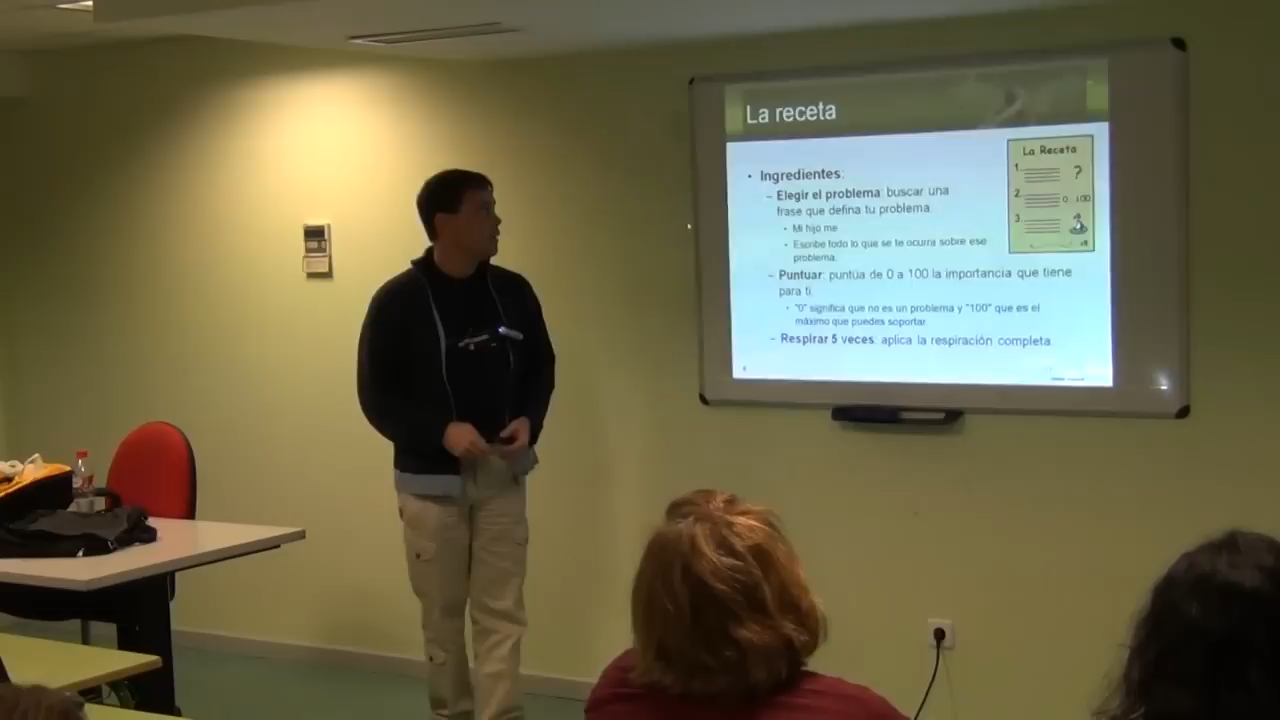 La receta
• Ingredientes:
– Elegir el problema: buscar una
frase que defina tu problema.
• Mi hijo me
• Escribe todo lo que se te ocurra sobre ese
problema.
– Puntuar: puntúa de 0 a 100 la importancia que tiene
para ti.
• "0" significa que no es un problema y "100" que es el
máximo que puedes soportar.
– Respirar 5 veces: aplica la respiración completa.
La Receta
1.
?
2.
0 100
3.